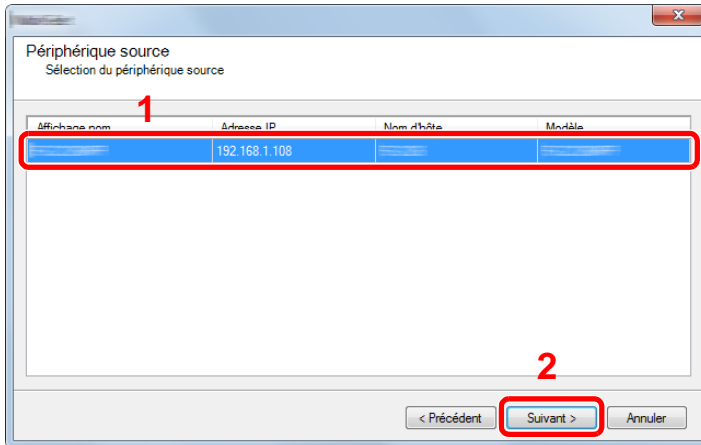 Périphérique source
Sélection du périphérique source
1
Affichage nom Adresse IP Nom d'hôte Modèle
192.168.1.108
2
< Précédent Suivant > Annuler